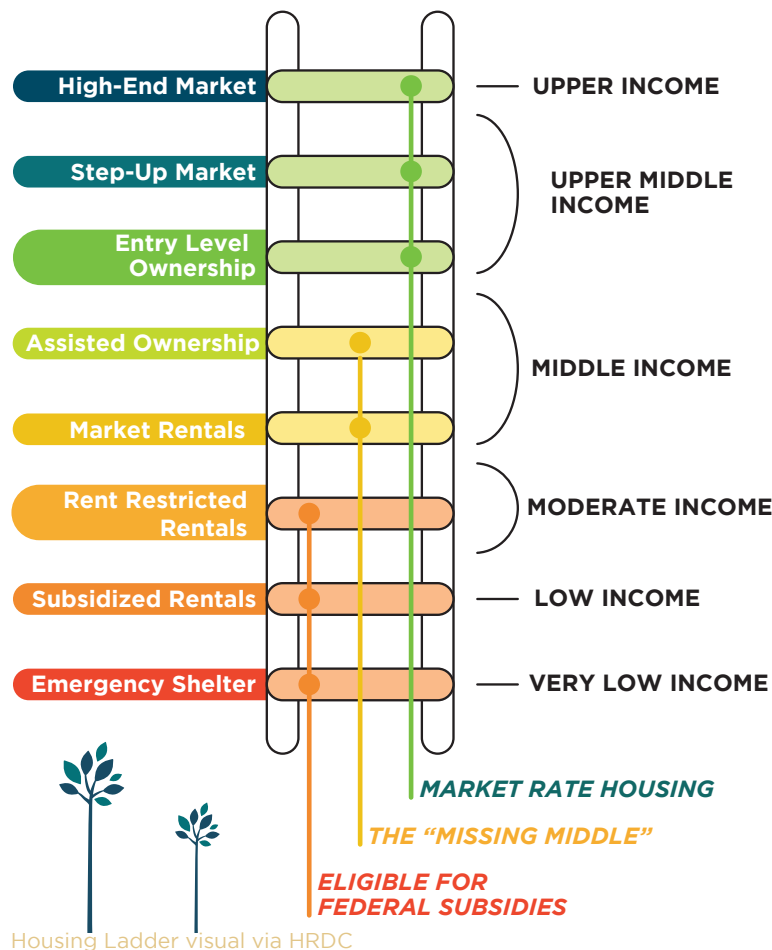 High-End Market
UPPER INCOME
Step-Up Market
UPPER MIDDLE
INCOME
Entry Level
Ownership
Assisted Ownership
MIDDLE INCOME
Market Rentals
Rent Restricted
Rentals
MODERATE INCOME
Subsidized Rentals
LOW INCOME
Emergency Shelter
VERY LOW INCOME
MARKET RATE HOUSING
THE “MISSING MIDDLE”
ELIGIBLE FOR
FEDERAL SUBSIDIES
Housing Ladder visual via HRDC